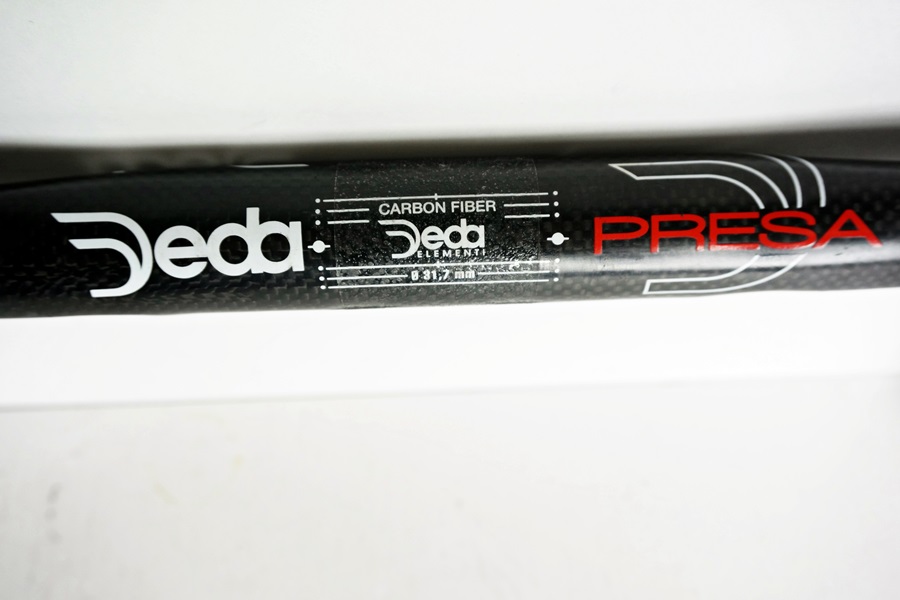 Deda
CARBON FIBER
Deda
ELEMENTI
Ø 31,7 mm
PRESA